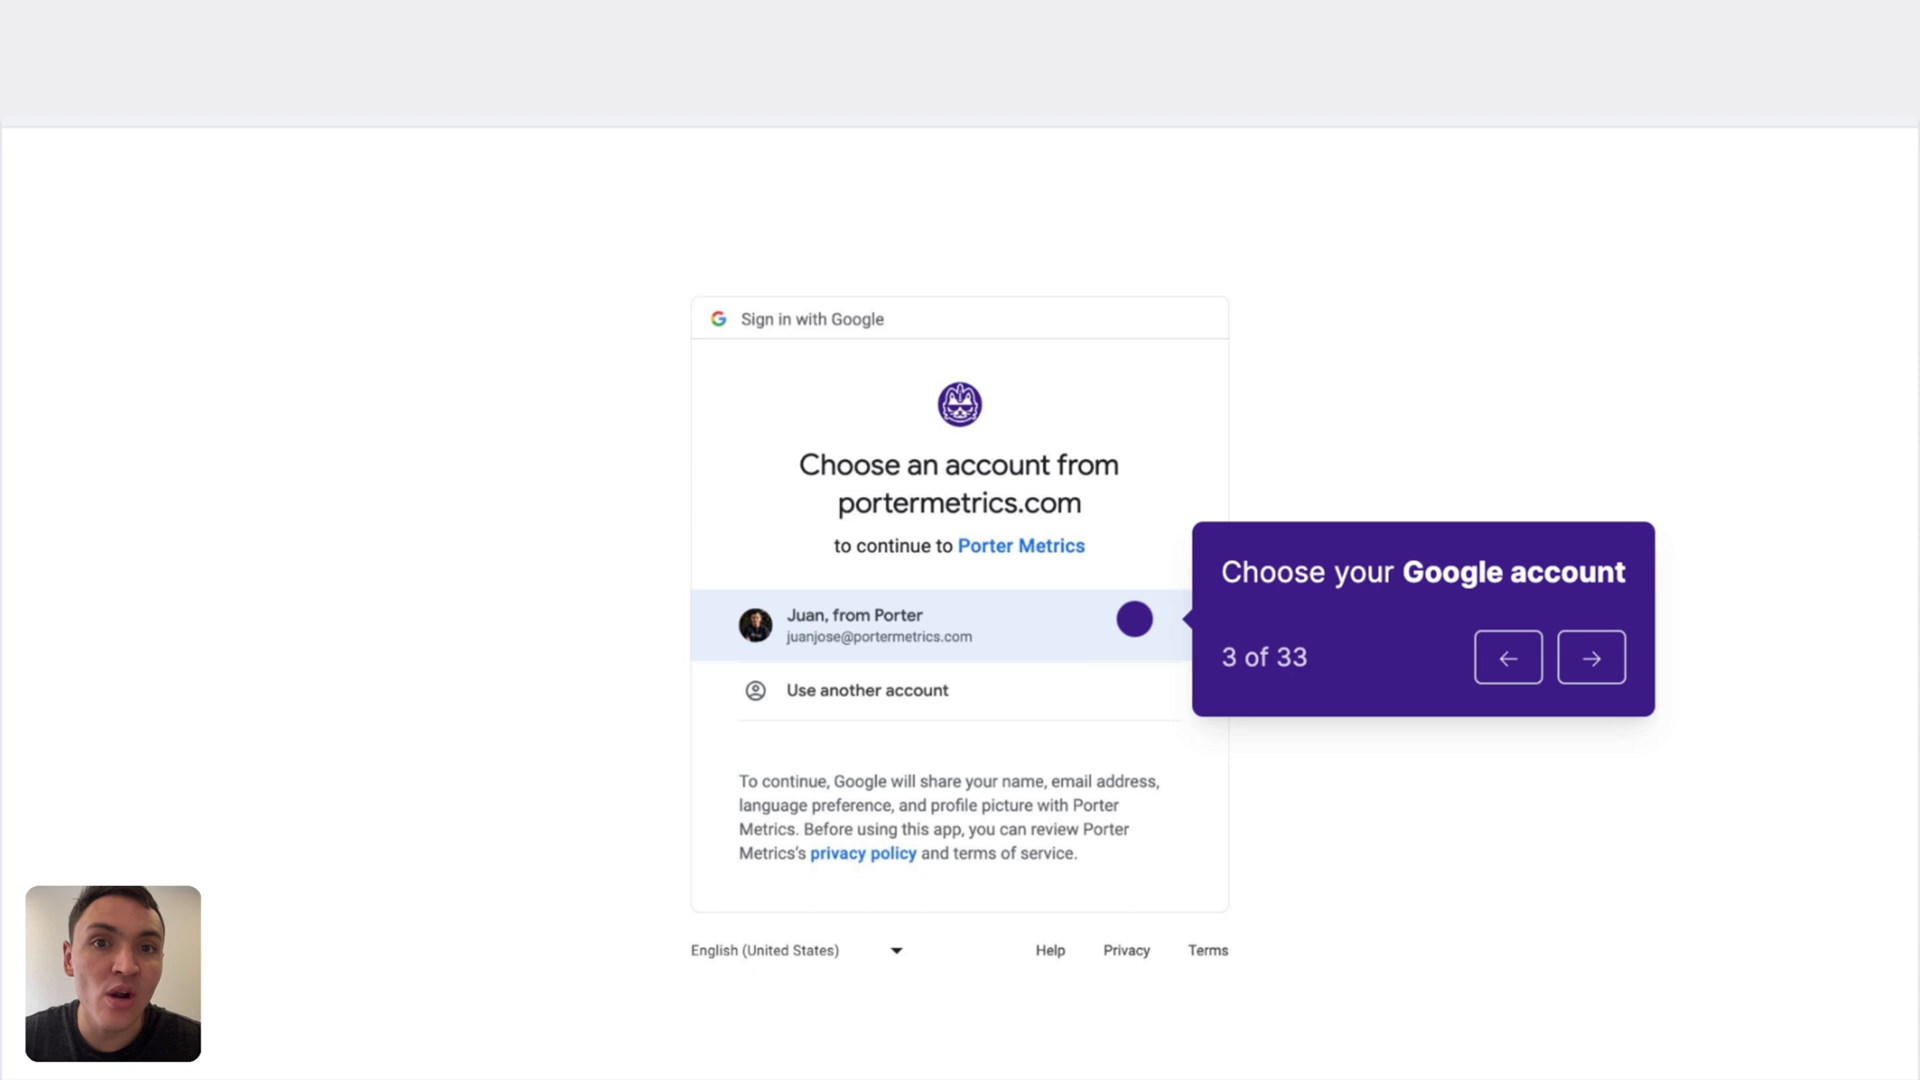 Sign in with Google
Choose an account from
portermetrics.com
to continue to Porter Metrics
Juan, from Porter
juanjose@portermetrics.com
Use another account
To continue, Google will share your name, email address,
language preference, and profile picture with Porter
Metrics. Before using this app, you can review Porter
Metrics's privacy policy and terms of service.
English (United States)
Help
Privacy
Terms
Choose your Google account
3 of 33